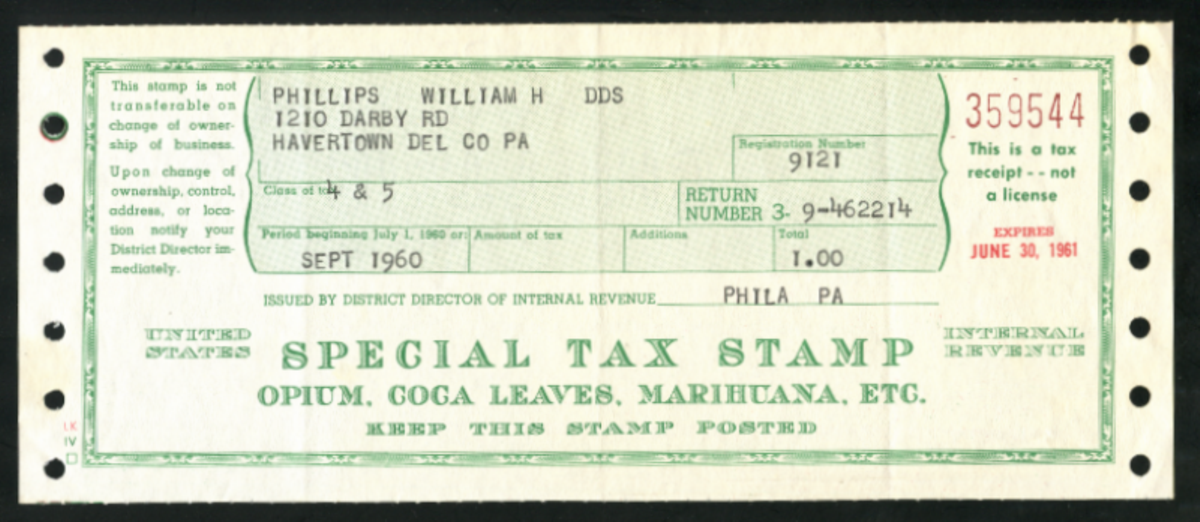 This stamp is not
transferable on
change of owner-
ship of business.
Upon change of
ownership, control,
address, or loca-
tion notify your
District Director im-
mediately.
PHILLIPS WILLIAM H DDS
1210 DARBY RD
HAVERTOWN DEL CO PA
Registration Number
9121
Class of
4 & 5
RETURN
NUMBER 3- 9-462214
Period beginning July 1, 1960 or:
SEPT 1960
Amount of tax
Additions
Total
1.00
359544
This is a tax
receipt -- not
a license
EXPIRES
JUNE 30, 1961
ISSUED BY DISTRICT DIRECTOR OF INTERNAL REVENUE PHILA PA
UNITED
STATES
SPECIAL TAX STAMP
INTERNAL
REVENUE
OPIUM, COCA LEAVES, MARIHUANA, ETC.
KEEP THIS STAMP POSTED